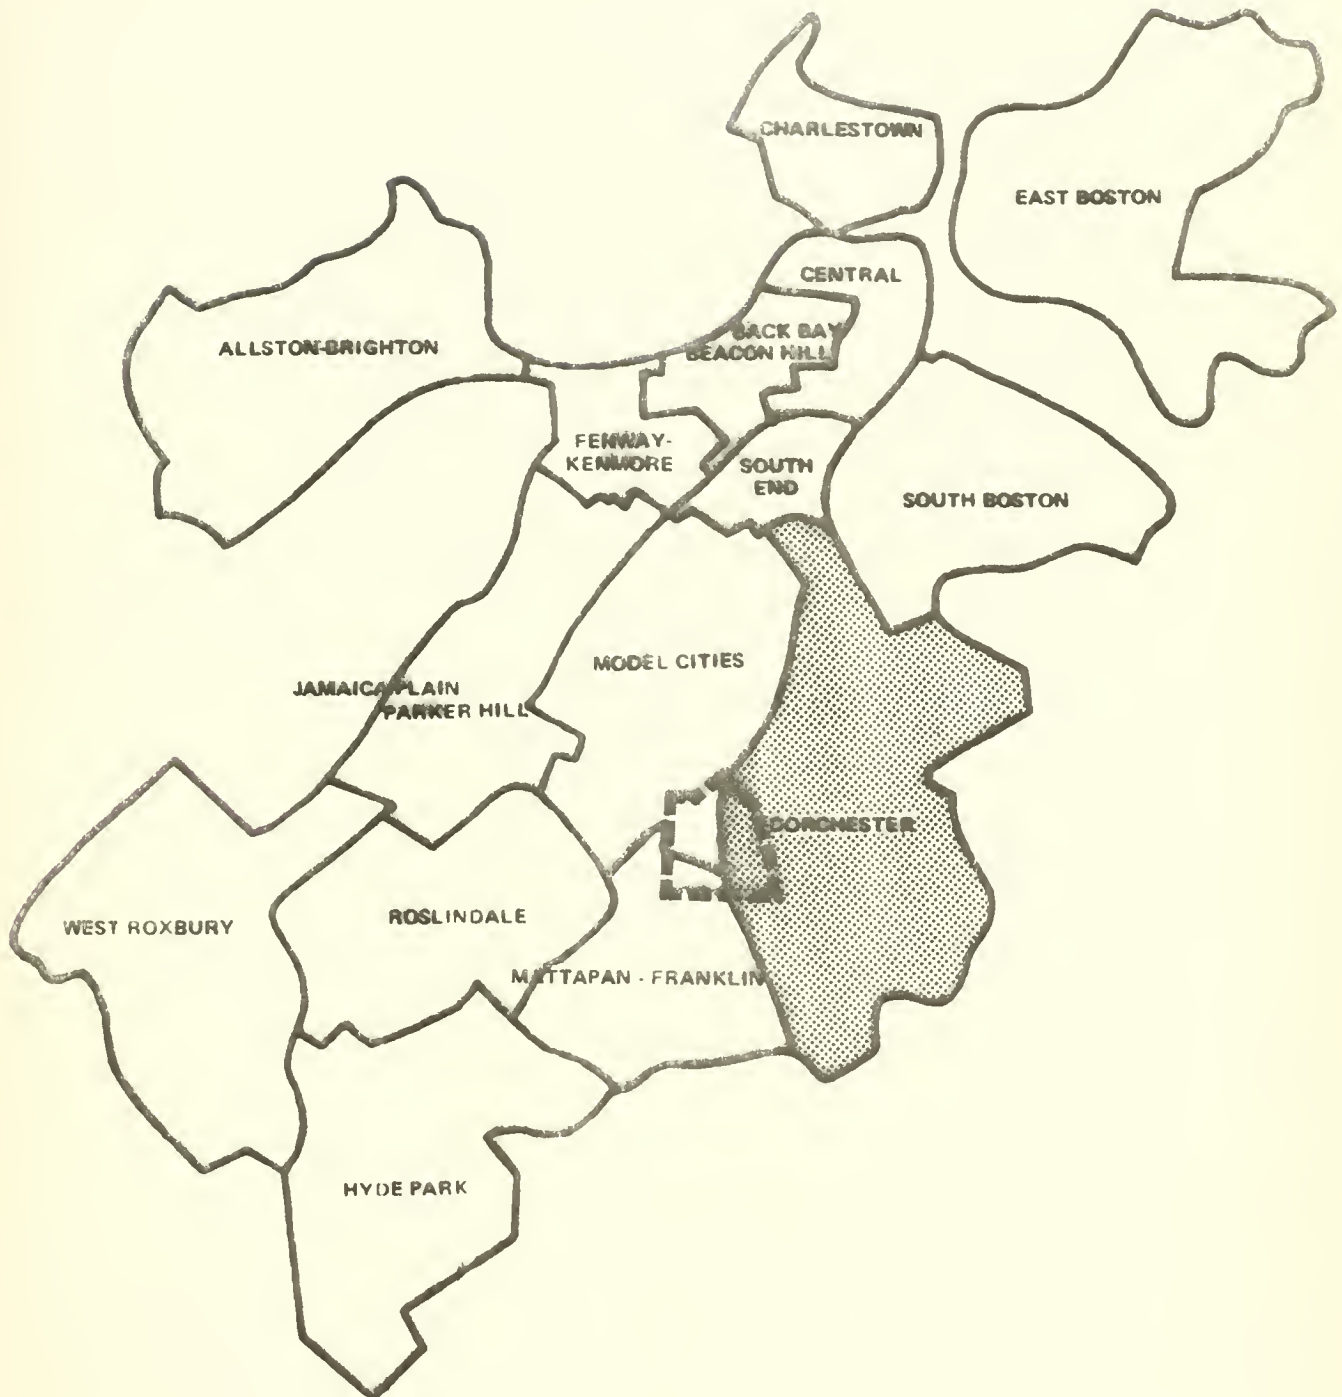 CHARLESTOWN
EAST BOSTON
CENTRAL
ALLSTON-BRIGHTON
BACK BAY
BEACON HILL
FENWAY-
KENMORE
SOUTH
END
SOUTH BOSTON
MODEL CITIES
JAMAICA PLAIN
PARKER HILL
DORCHESTER
WEST ROXBURY
ROSLINDALE
MATTAPAN - FRANKLIN
HYDE PARK